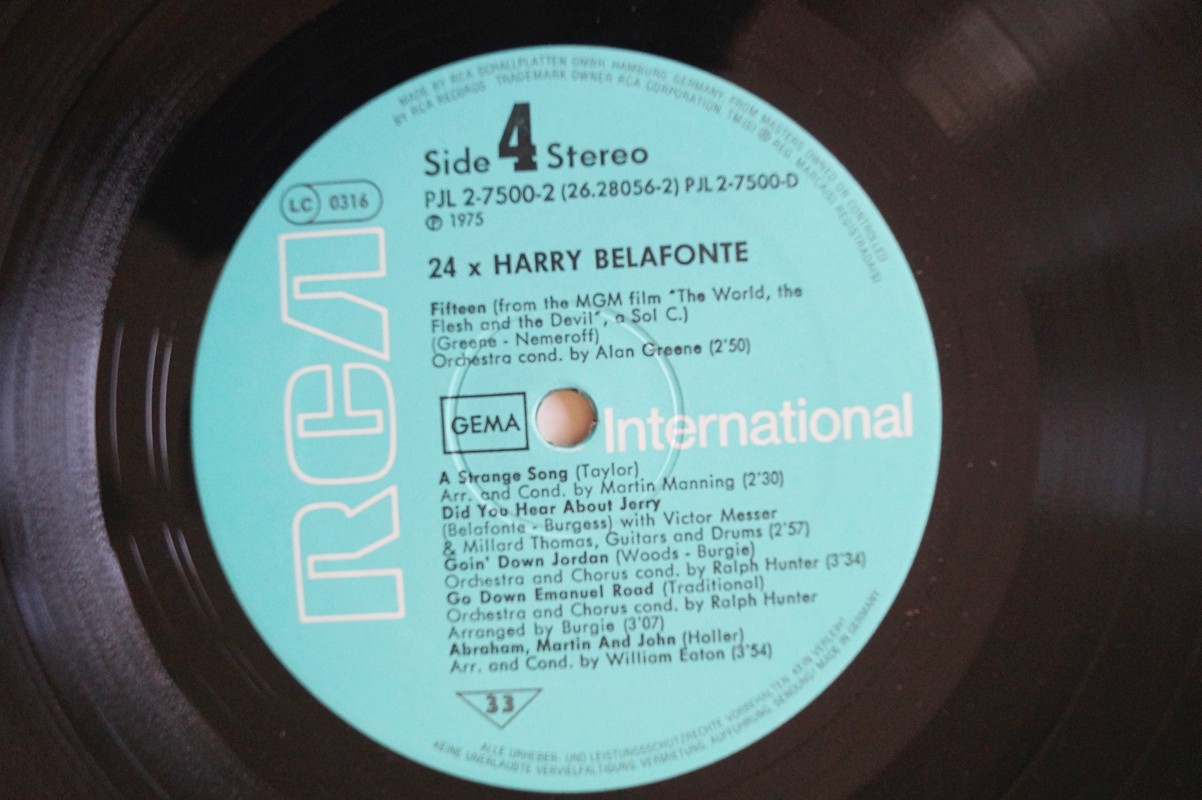 MADE BY RCA SCHALLPLATTEN GMBH, HAMBURG, GERMANY, FROM MASTERS OWNED OR CONTROLLED
BY RCA RECORDS · TRADEMARK OWNER RCA CORPORATION. TM(S) ® REG. MARCA(S) REGISTRADA(S)
Side 4 Stereo
PJL 2-7500-2 (26.28056-2) PJL 2-7500-D
℗ 1975
LC 0316
RCA
24 x HARRY BELAFONTE
Fifteen (from the MGM film "The World, the
Flesh and the Devil", a Sol C.)
(Greene - Nemeroff)
Orchestra cond. by Alan Greene (2'50)
GEMA
International
A Strange Song (Taylor)
Arr. and Cond. by Martin Manning (2'30)
Did You Hear About Jerry
(Belafonte - Burgess) with Victor Messer
& Millard Thomas, Guitars and Drums (2'57)
Goin' Down Jordan (Woods - Burgie)
Orchestra and Chorus cond. by Ralph Hunter (3'34)
Go Down Emanuel Road (Traditional)
Orchestra and Chorus cond. by Ralph Hunter
Arranged by Burgie (3'07)
Abraham, Martin And John (Holler)
Arr. and Cond. by William Eaton (3'54)
33
ALLE URHEBER- UND LEISTUNGSSCHUTZRECHTE VORBEHALTEN. KEIN VERLEIH!
KEINE UNERLAUBTE VERVIELFÄLTIGUNG, VERMIETUNG, AUFFÜHRUNG, SENDUNG! MADE IN GERMANY